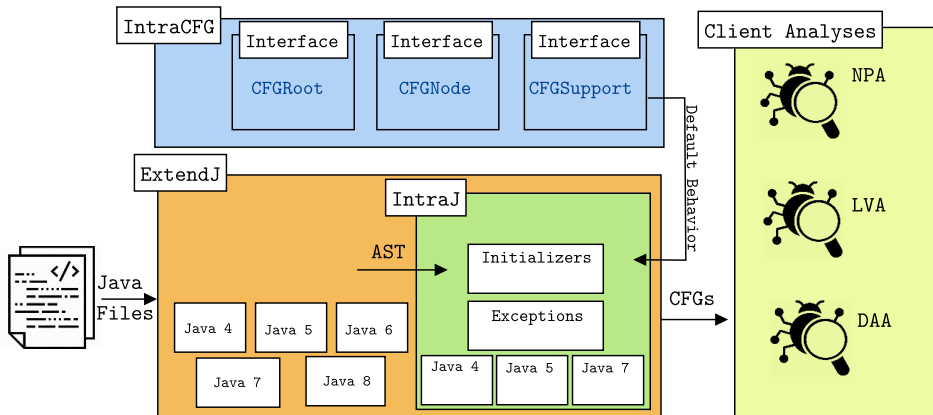 IntraCFG
Interface
CFGRoot
Interface
CFGNode
Interface
CFGSupport
Default Behavior
ExtendJ
IntraJ
AST
Initializers
Exceptions
Java 4
Java 5
Java 7
Java 4
Java 5
Java 6
Java 7
Java 8
</>
Java
Files
CFGs
Client Analyses
NPA
LVA
DAA